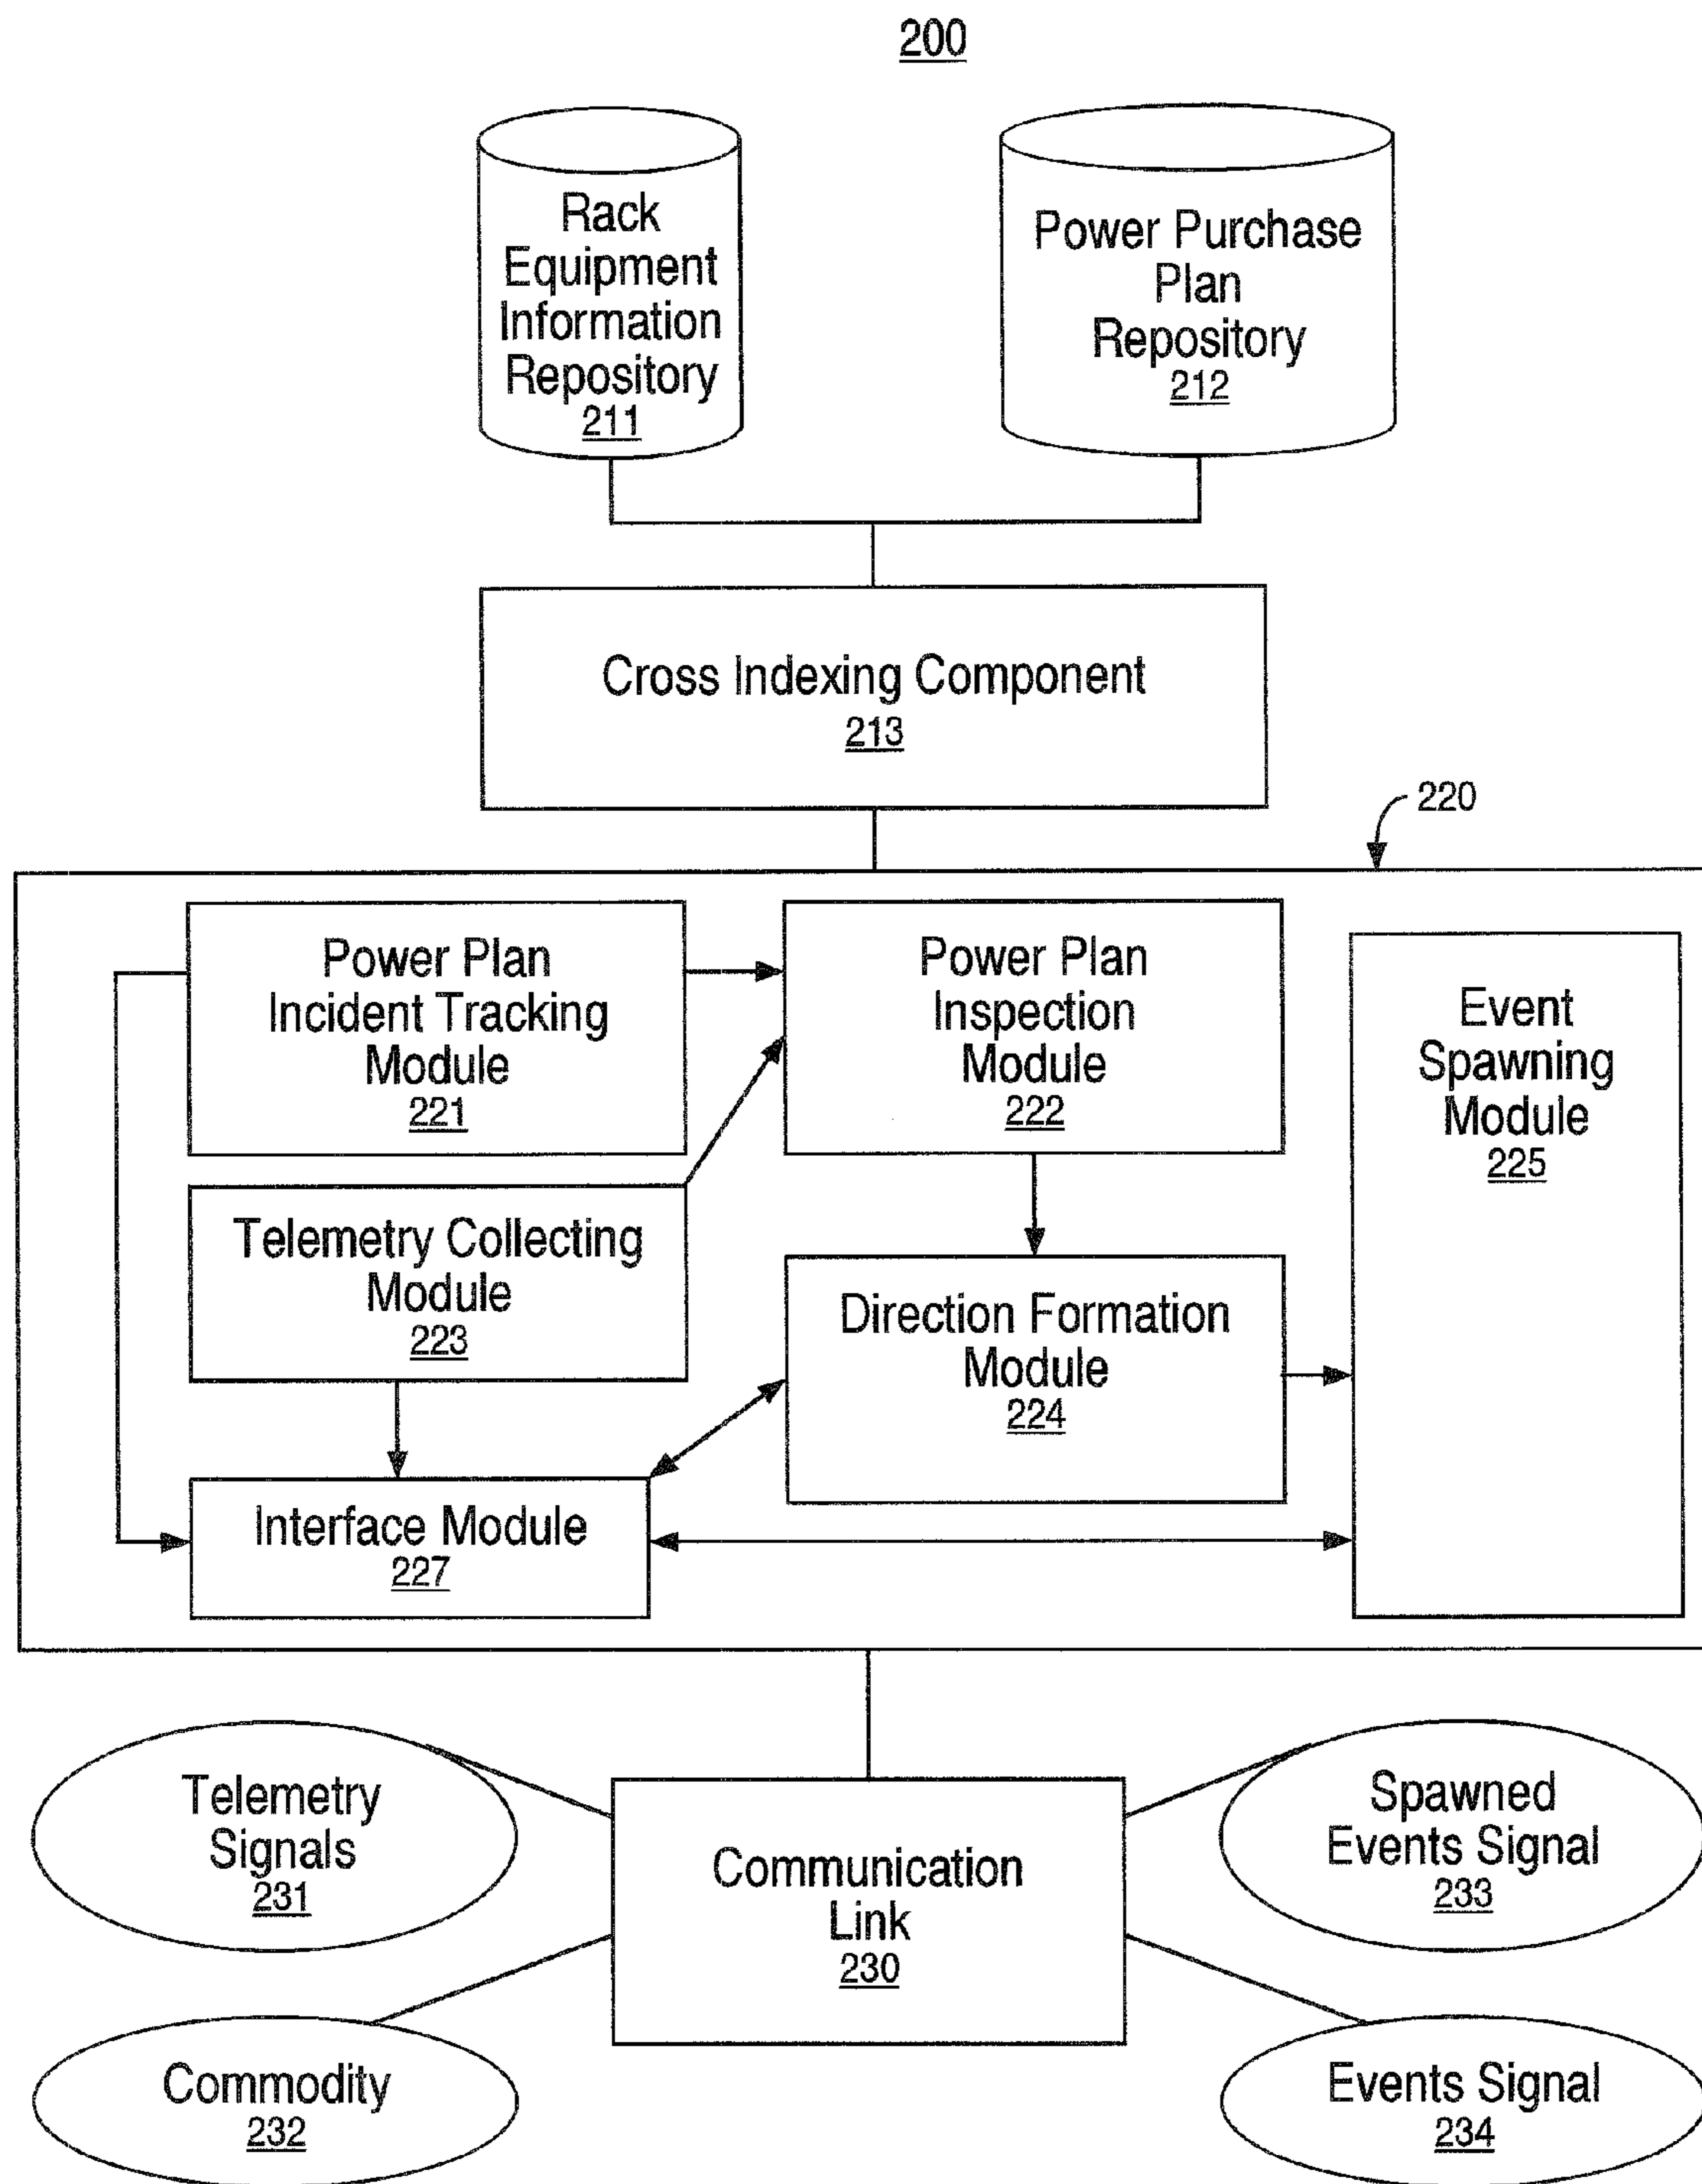 200
Rack
Equipment
Information
Repository
211
Power Purchase
Plan
Repository
212
Cross Indexing Component
213
220
Power Plan
Incident Tracking
Module
221
Power Plan
Inspection
Module
222
Event
Spawning
Module
225
Telemetry Collecting
Module
223
Direction Formation
Module
224
Interface Module
227
Telemetry
Signals
231
Communication
Link
230
Spawned
Events Signal
233
Commodity
232
Events Signal
234